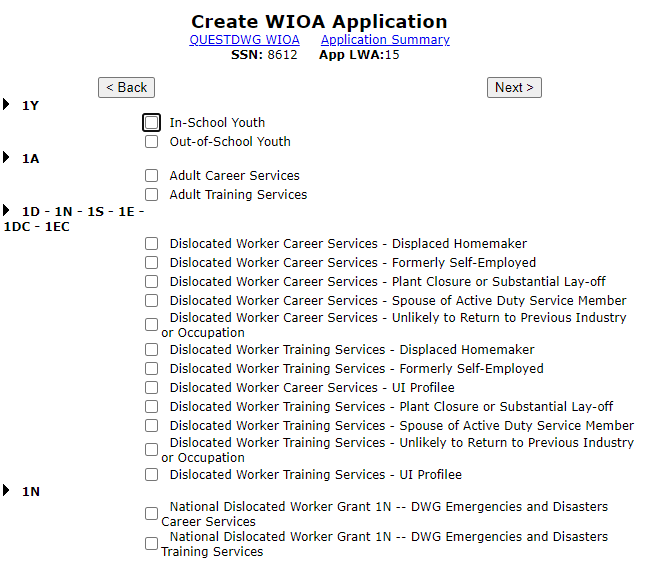 Create WIOA Application
QUESTDWG WIOA Application Summary
SSN: 8612 App LWA:15
< Back Next >
1Y
In-School Youth
Out-of-School Youth
1A
Adult Career Services
Adult Training Services
1D - 1N - 1S - 1E -
1DC - 1EC
Dislocated Worker Career Services - Displaced Homemaker
Dislocated Worker Career Services - Formerly Self-Employed
Dislocated Worker Career Services - Plant Closure or Substantial Lay-off
Dislocated Worker Career Services - Spouse of Active Duty Service Member
Dislocated Worker Career Services - Unlikely to Return to Previous Industry
or Occupation
Dislocated Worker Training Services - Displaced Homemaker
Dislocated Worker Training Services - Formerly Self-Employed
Dislocated Worker Career Services - UI Profilee
Dislocated Worker Training Services - Plant Closure or Substantial Lay-off
Dislocated Worker Training Services - Spouse of Active Duty Service Member
Dislocated Worker Training Services - Unlikely to Return to Previous Industry
or Occupation
Dislocated Worker Training Services - UI Profilee
1N
National Dislocated Worker Grant 1N -- DWG Emergencies and Disasters
Career Services
National Dislocated Worker Grant 1N -- DWG Emergencies and Disasters
Training Services